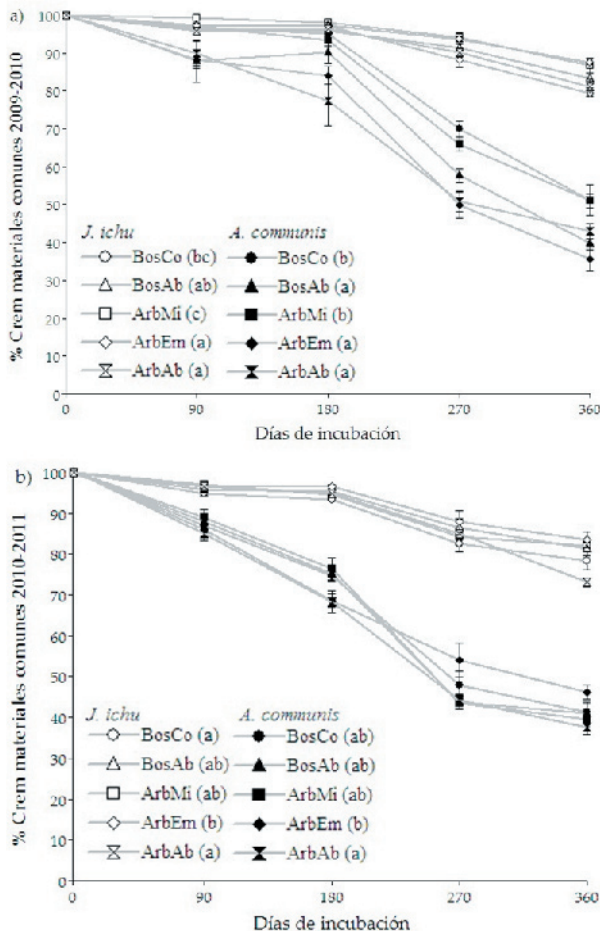 a)
% Crem materiales comunes 2009-2010
100
90
80
70
60
50
40
30
20
10
0
J. ichu A. communis
BosCo (bc) BosCo (b)
BosAb (ab) BosAb (a)
ArbMi (c) ArbMi (b)
ArbEm (a) ArbEm (a)
ArbAb (a) ArbAb (a)
0 90 180 270 360
Días de incubación
b)
% Crem materiales comunes 2010-2011
100
90
80
70
60
50
40
30
20
10
0
J. ichu A. communis
BosCo (a) BosCo (ab)
BosAb (ab) BosAb (ab)
ArbMi (ab) ArbMi (ab)
ArbEm (b) ArbEm (b)
ArbAb (a) ArbAb (a)
0 90 180 270 360
Días de incubación